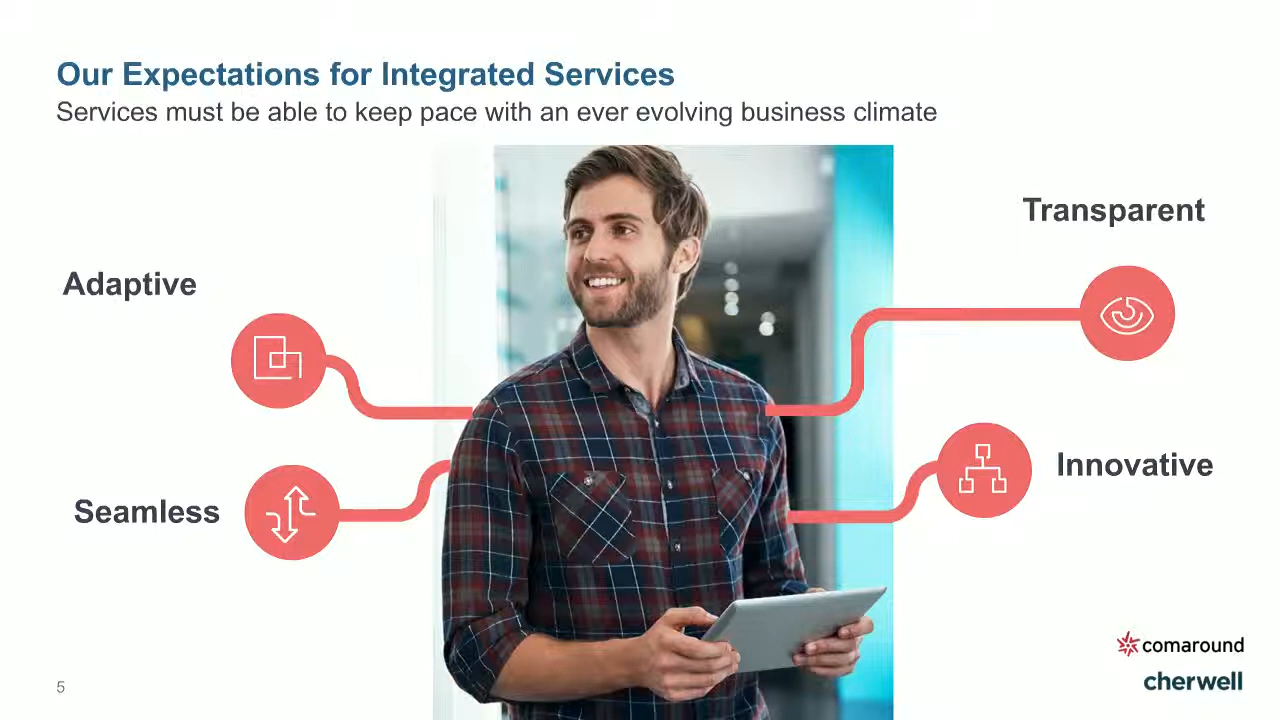 Our Expectations for Integrated Services
Services must be able to keep pace with an ever evolving business climate
Transparent
Adaptive
Innovative
Seamless
comaround
cherwell
5